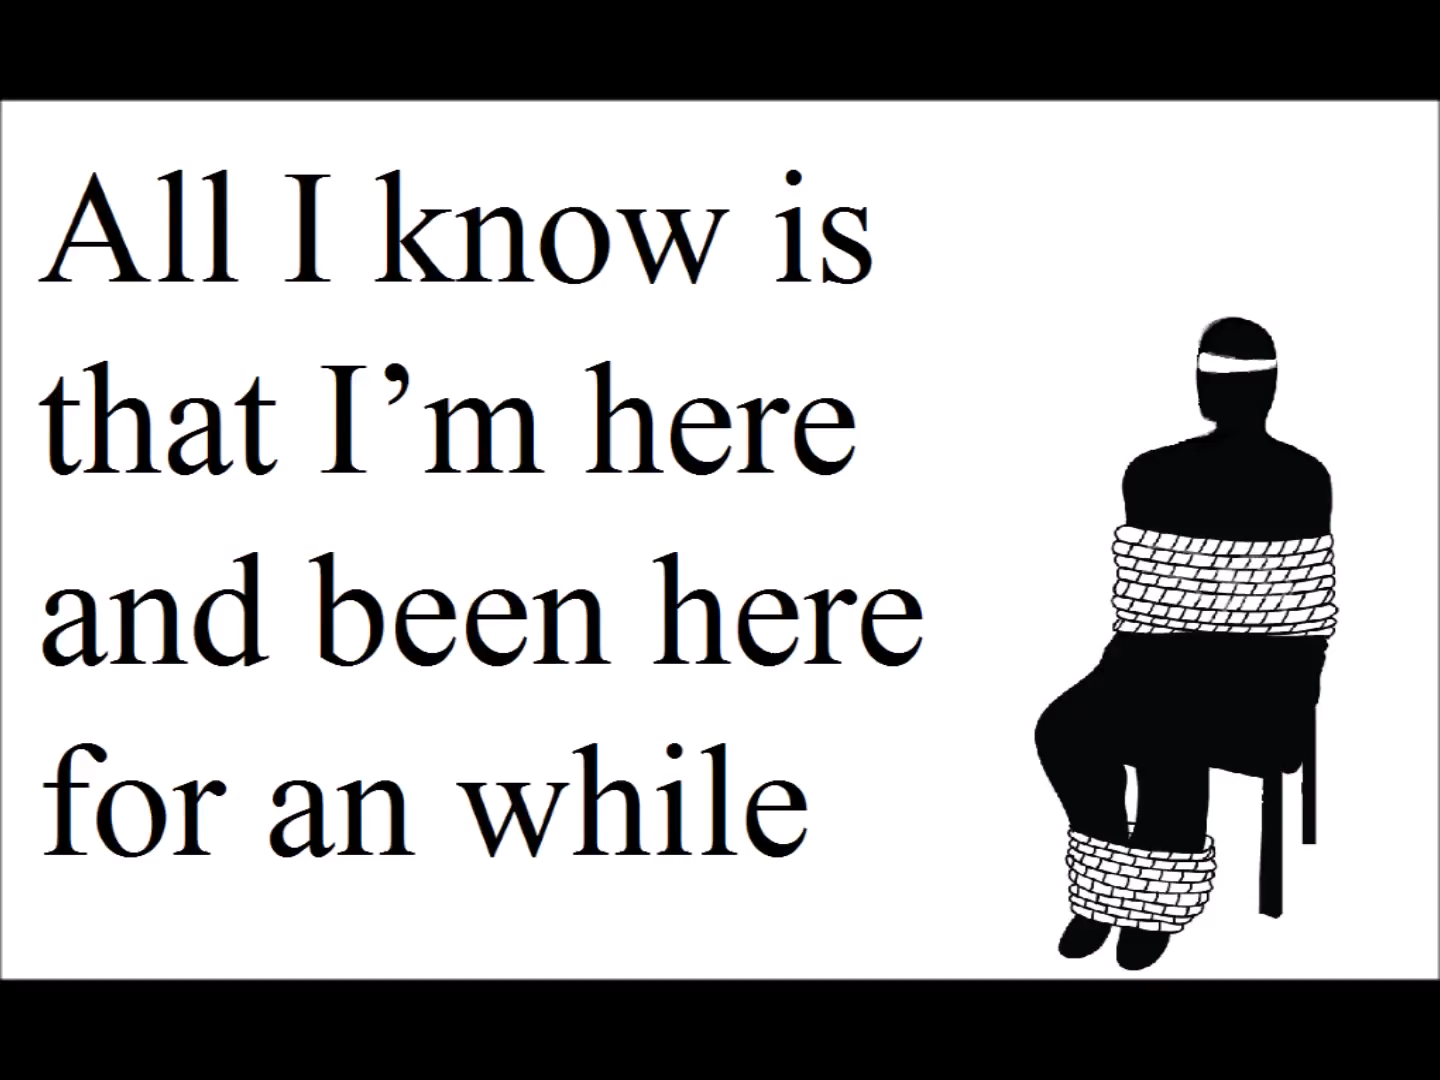 All I know is
that I’m here
and been here
for an while